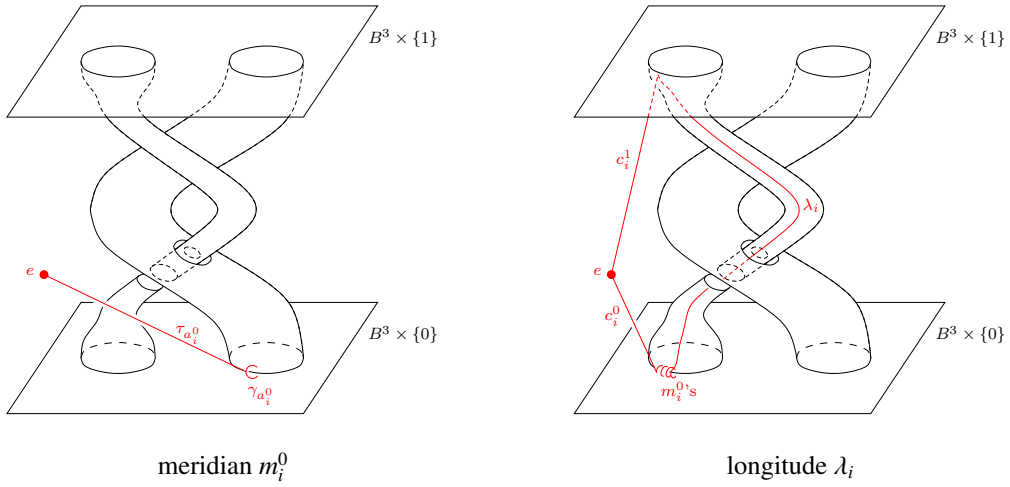 B³ × {1}
B³ × {1}
c_i^1
λ_i
e
e
c_i^0
τ_{a_i^0}
B³ × {0}
B³ × {0}
γ_{a_i^0}
m_i^0's
meridian m_i^0
longitude λ_i